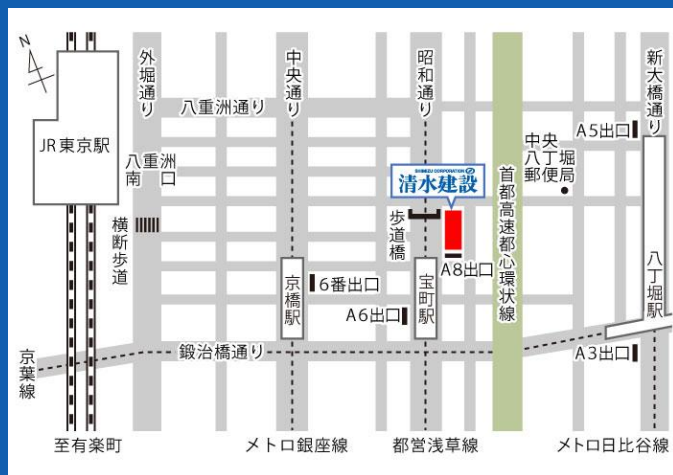 N
外堀通り
中央通り
昭和通り
新大橋通り
八重洲通り
A5出口
JR東京駅
中央
八丁堀
郵便局
八重洲
南口
SHIMIZU CORPORATION
清水建設
首都高速都心環状線
横断歩道
歩道橋
A8出口
京橋駅
6番出口
宝町駅
八丁堀駅
A6出口
京葉線
鍛治橋通り
A3出口
至有楽町
メトロ銀座線
都営浅草線
メトロ日比谷線